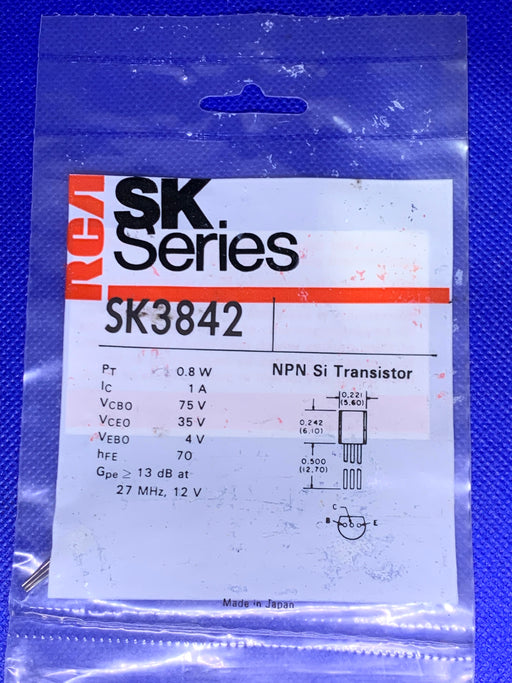 RCA
SK
Series
SK3842
PT 0.8 W
IC 1 A
VCBO 75 V
VCEO 35 V
VEBO 4 V
hFE 70
Gpe ≥ 13 dB at
27 MHz, 12 V
NPN Si Transistor
0.221
(5.60)
0.242
(6.10)
0.500
(12.70)
C
B E
Made in Japan